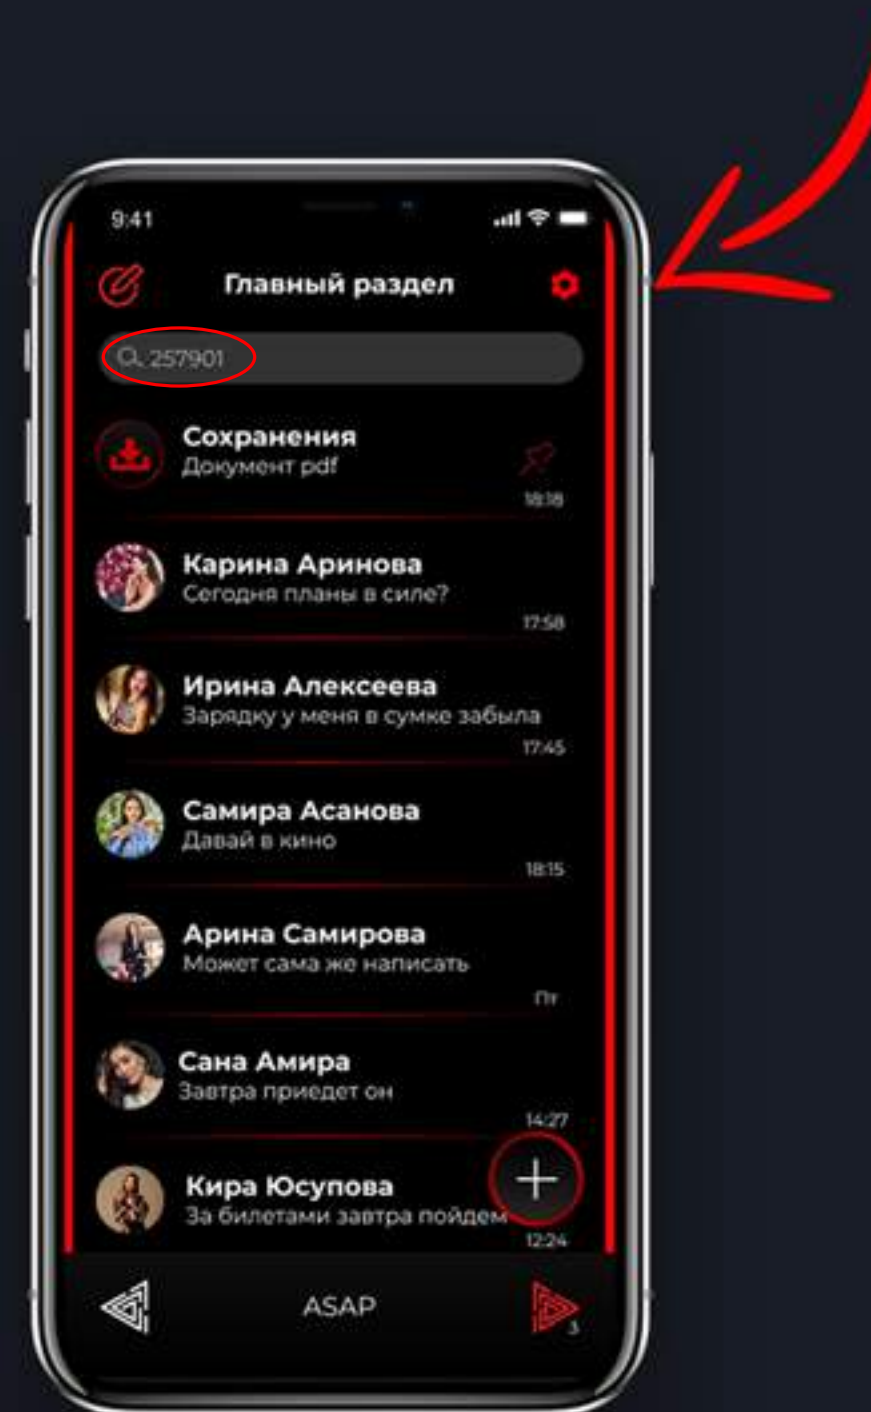 9:41
Главный раздел
257901
Сохранения
Документ pdf
18:18
Карина Аринова
Сегодня планы в силе?
17:58
Ирина Алексеева
Зарядку у меня в сумке забыла
17:45
Самира Асанова
Давай в кино
18:15
Арина Самирова
Может сама же написать
Пт
Сана Амира
Завтра приедет он
14:27
Кира Юсупова
За билетами завтра пойдем
12:24
ASAP
3